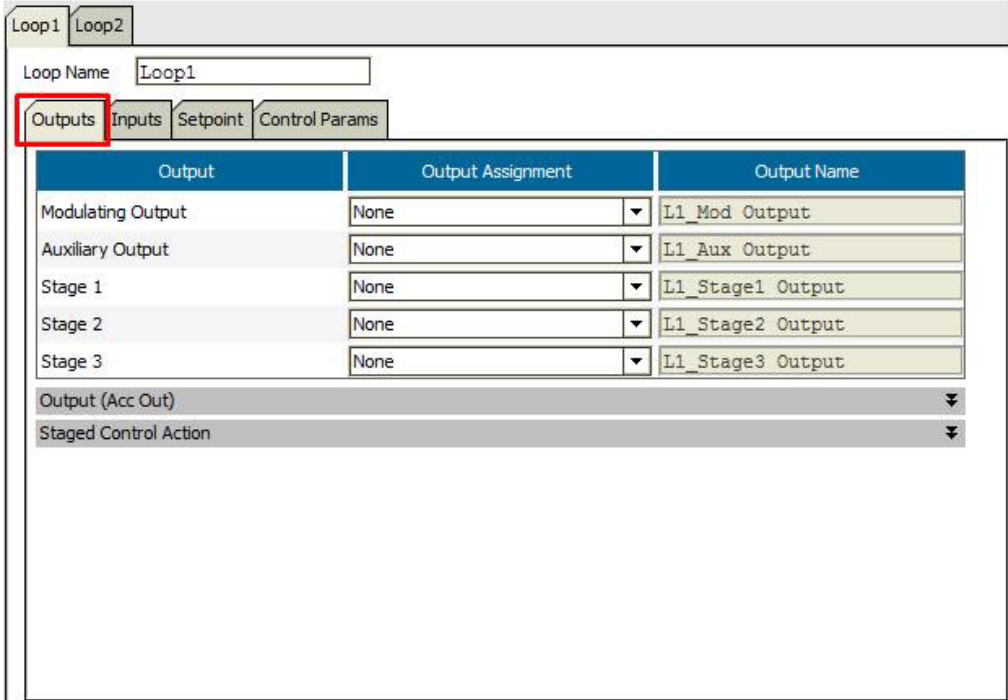 Loop1 Loop2
Loop Name Loop1
Outputs Inputs Setpoint Control Params
Output Output Assignment Output Name
Modulating Output None L1_Mod Output
Auxiliary Output None L1_Aux Output
Stage 1 None L1_Stage1 Output
Stage 2 None L1_Stage2 Output
Stage 3 None L1_Stage3 Output
Output (Acc Out)
Staged Control Action